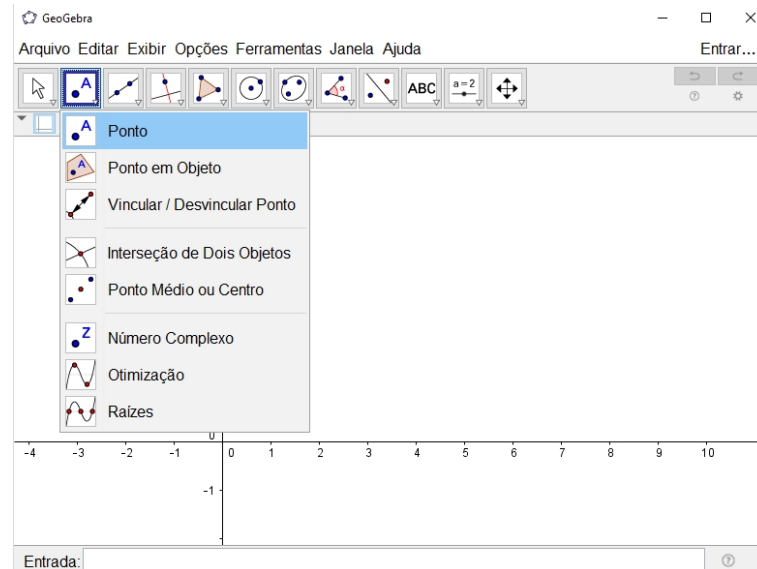 GeoGebra
Arquivo Editar Exibir Opções Ferramentas Janela Ajuda Entrar...
A α ABC a=2
A Ponto
A Ponto em Objeto
Vincular / Desvincular Ponto
Interseção de Dois Objetos
Ponto Médio ou Centro
Z Número Complexo
Otimização
Raízes
0
-4 -3 -2 -1 0 1 2 3 4 5 6 7 8 9 10
-1
Entrada: